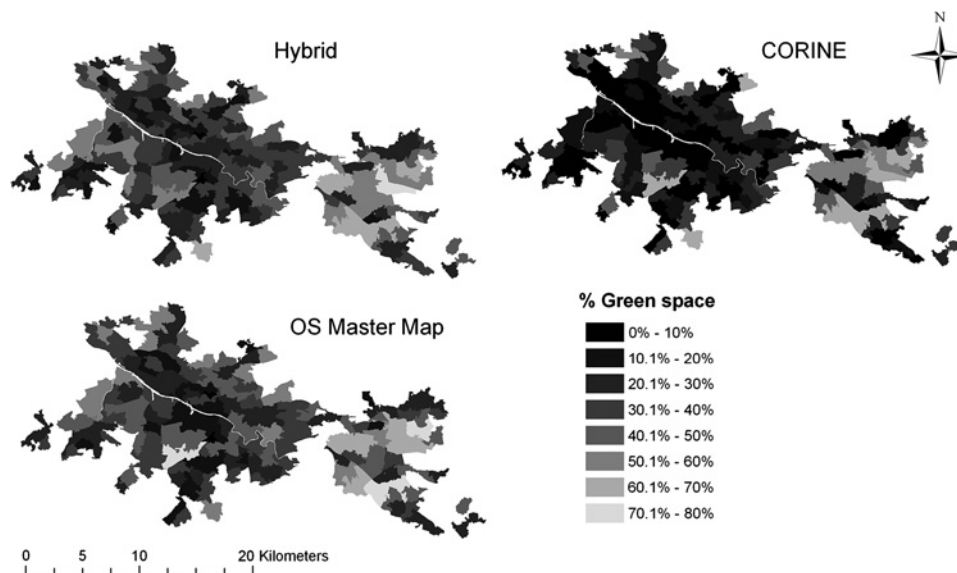 Hybrid
CORINE
N
OS Master Map
% Green space
0% - 10%
10.1% - 20%
20.1% - 30%
30.1% - 40%
40.1% - 50%
50.1% - 60%
60.1% - 70%
70.1% - 80%
0 5 10 20 Kilometers